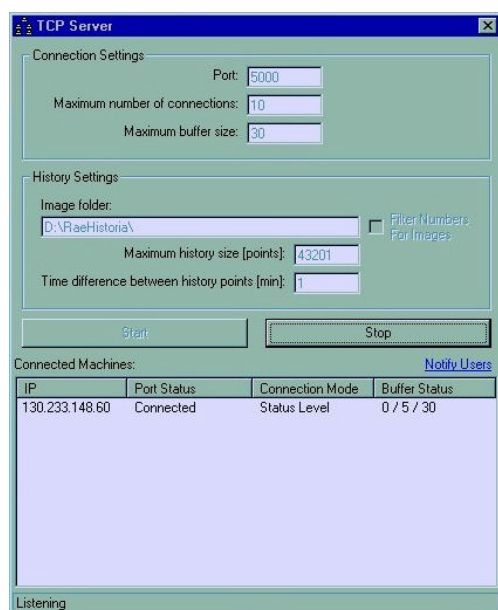 TCP Server
Connection Settings
Port: 5000
Maximum number of connections: 10
Maximum buffer size: 30
History Settings
Image folder:
D:\RaeHistoria\
Filter Numbers
For Images
Maximum history size [points]: 43201
Time difference between history points [min]: 1
Start Stop
Connected Machines: Notify Users
IP Port Status Connection Mode Buffer Status
130.233.148.60 Connected Status Level 0 / 5 / 30
Listening